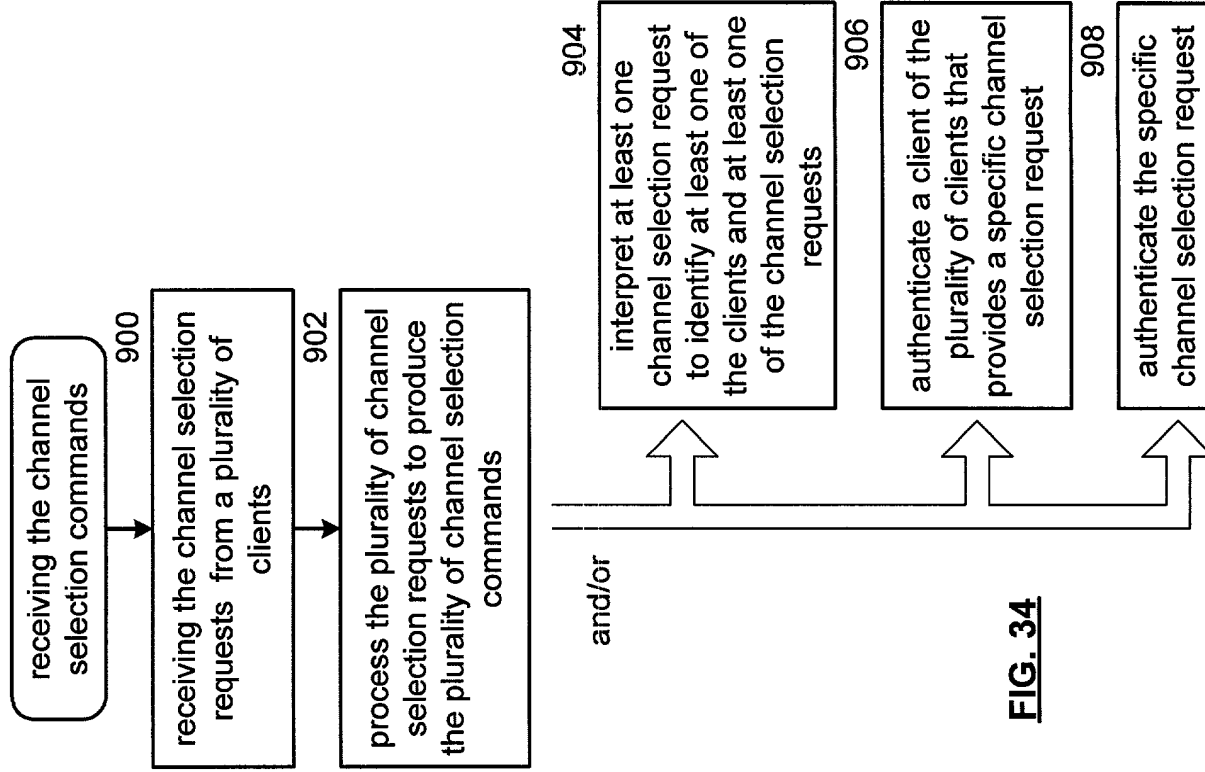 receiving the channel
selection commands
900
receiving the channel selection
requests from a plurality of
clients
902
process the plurality of channel
selection requests to produce
the plurality of channel selection
commands
and/or
904
interpret at least one
channel selection request
to identify at least one of
the clients and at least one
of the channel selection
requests
906
authenticate a client of the
plurality of clients that
provides a specific channel
selection request
908
authenticate the specific
channel selection request
FIG. 34